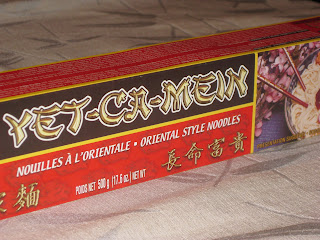 YET-CA-MEIN
NOUILLES À L'ORIENTALE • ORIENTAL STYLE NOODLES
麵
長命富貴
POIDS NET 500 g (17.6 oz.) NET WT